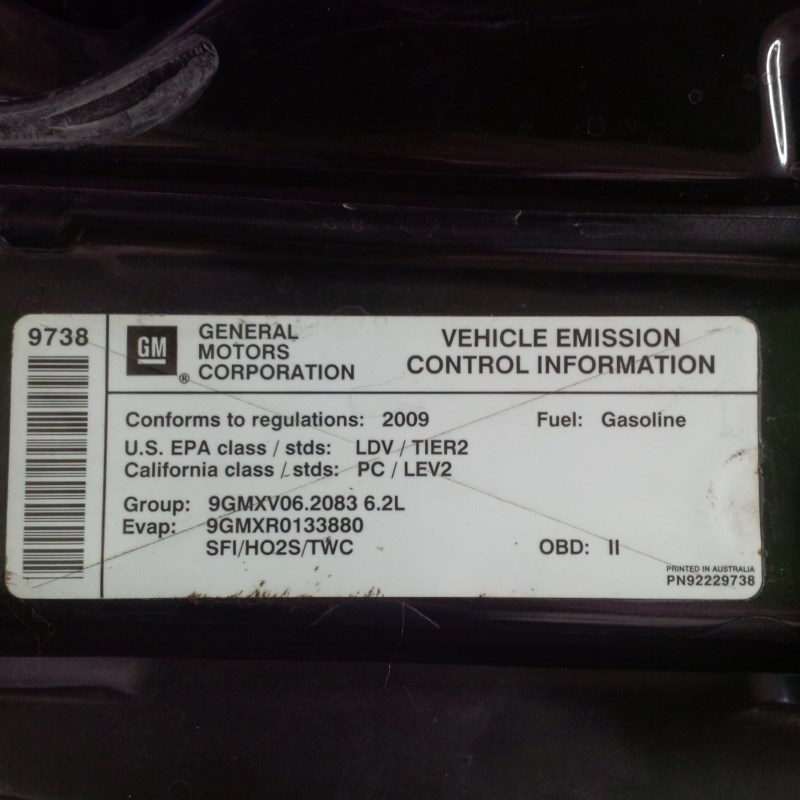 9738
GM
®
GENERAL
MOTORS
CORPORATION
VEHICLE EMISSION
CONTROL INFORMATION
Conforms to regulations: 2009
Fuel: Gasoline
U.S. EPA class / stds: LDV / TIER2
California class / stds: PC / LEV2
Group: 9GMXV06.2083 6.2L
Evap: 9GMXR0133880
SFI/HO2S/TWC
OBD: II
PRINTED IN AUSTRALIA
PN92229738